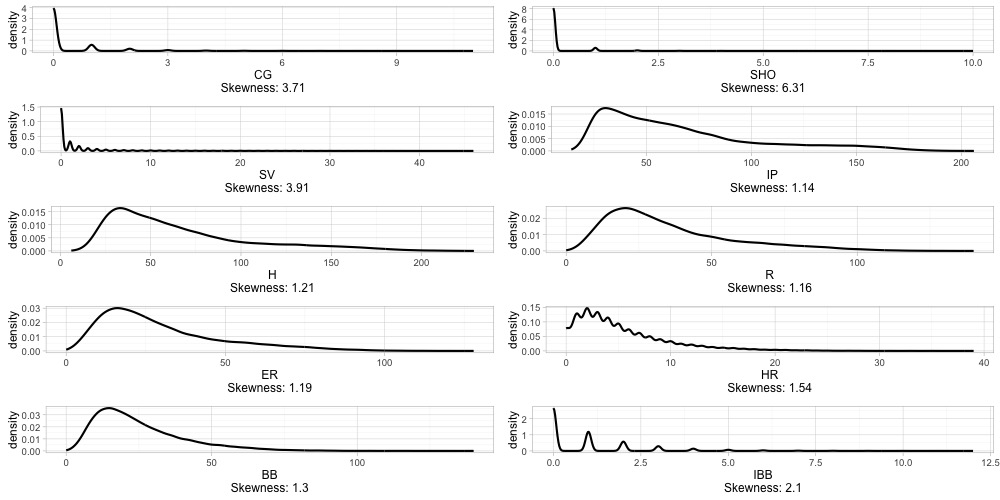 density
4
3
2
1
0
0 3 6 9
CG
Skewness: 3.71
density
8
6
4
2
0
0.0 2.5 5.0 7.5 10.0
SHO
Skewness: 6.31
density
1.5
1.0
0.5
0.0
0 10 20 30 40
SV
Skewness: 3.91
density
0.015
0.010
0.005
0.000
50 100 150 200
IP
Skewness: 1.14
density
0.015
0.010
0.005
0.000
0 50 100 150 200
H
Skewness: 1.21
density
0.02
0.01
0.00
0 50 100
R
Skewness: 1.16
density
0.03
0.02
0.01
0.00
0 50 100
ER
Skewness: 1.19
density
0.15
0.10
0.05
0.00
0 10 20 30 40
HR
Skewness: 1.54
density
0.03
0.02
0.01
0.00
0 50 100
BB
Skewness: 1.3
density
2
1
0
0.0 2.5 5.0 7.5 10.0 12.5
IBB
Skewness: 2.1